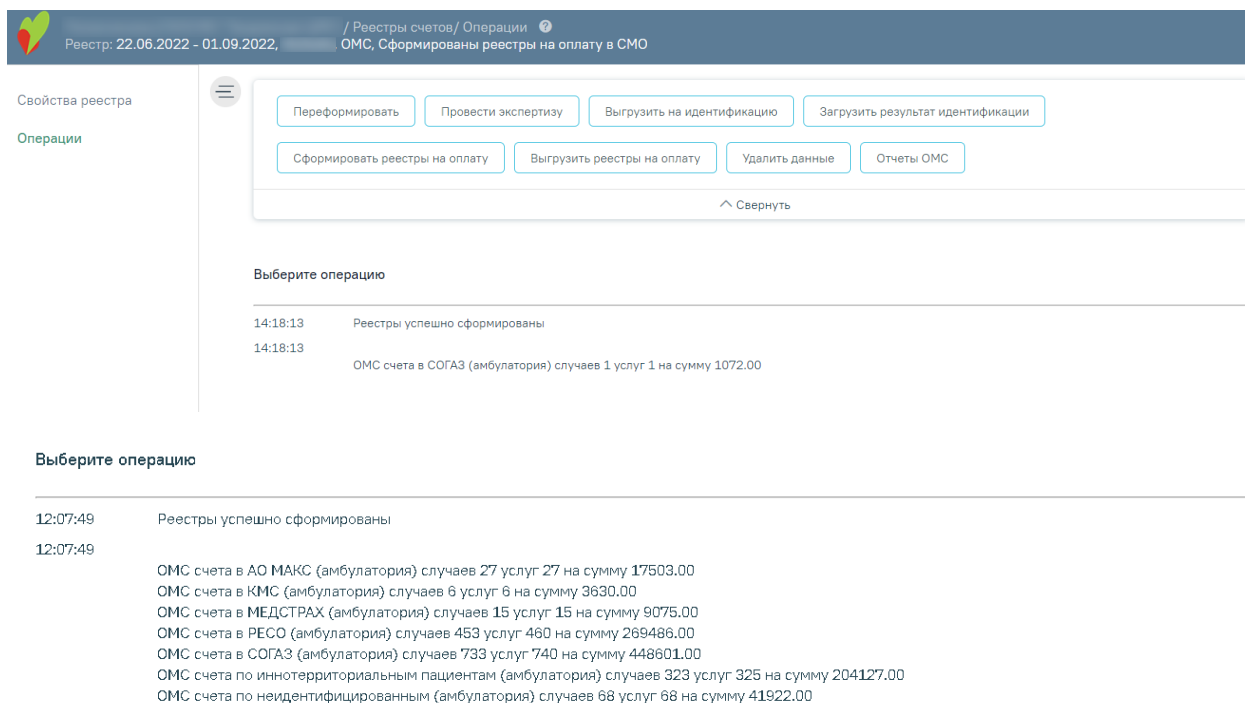 / Реестры счетов/ Операции ?
Реестр: 22.06.2022 - 01.09.2022, ОМС, Сформированы реестры на оплату в СМО
Свойства реестра
Операции
Переформировать Провести экспертизу Выгрузить на идентификацию Загрузить результат идентификации
Сформировать реестры на оплату Выгрузить реестры на оплату Удалить данные Отчеты ОМС
Свернуть
Выберите операцию
14:18:13 Реестры успешно сформированы
14:18:13
ОМС счета в СОГАЗ (амбулатория) случаев 1 услуг 1 на сумму 1072.00
Выберите операцию
12:07:49 Реестры успешно сформированы
12:07:49
ОМС счета в АО МАКС (амбулатория) случаев 27 услуг 27 на сумму 17503.00
ОМС счета в КМС (амбулатория) случаев 6 услуг 6 на сумму 3630.00
ОМС счета в МЕДСТРАХ (амбулатория) случаев 15 услуг 15 на сумму 9075.00
ОМС счета в РЕСО (амбулатория) случаев 453 услуг 460 на сумму 269486.00
ОМС счета в СОГАЗ (амбулатория) случаев 733 услуг 740 на сумму 448601.00
ОМС счета по иннотерриториальным пациентам (амбулатория) случаев 323 услуг 325 на сумму 204127.00
ОМС счета по неидентифицированным (амбулатория) случаев 68 услуг 68 на сумму 41922.00